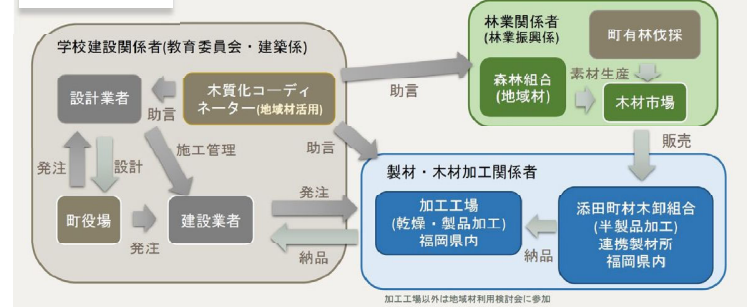 学校建設関係者(教育委員会・建築係)
設計業者
助言
木質化コーディ
ネーター(地域材活用)
助言
助言
発注
設計
施工管理
町役場
発注
建設業者
発注
納品
林業関係者
(林業振興係)
町有林伐採
森林組合
(地域材)
素材生産
木材市場
販売
製材・木材加工関係者
加工工場
(乾燥・製品加工)
福岡県内
納品
添田町材木卸組合
(半製品加工)
連携製材所
福岡県内
加工工場以外は地域材利用検討会に参加